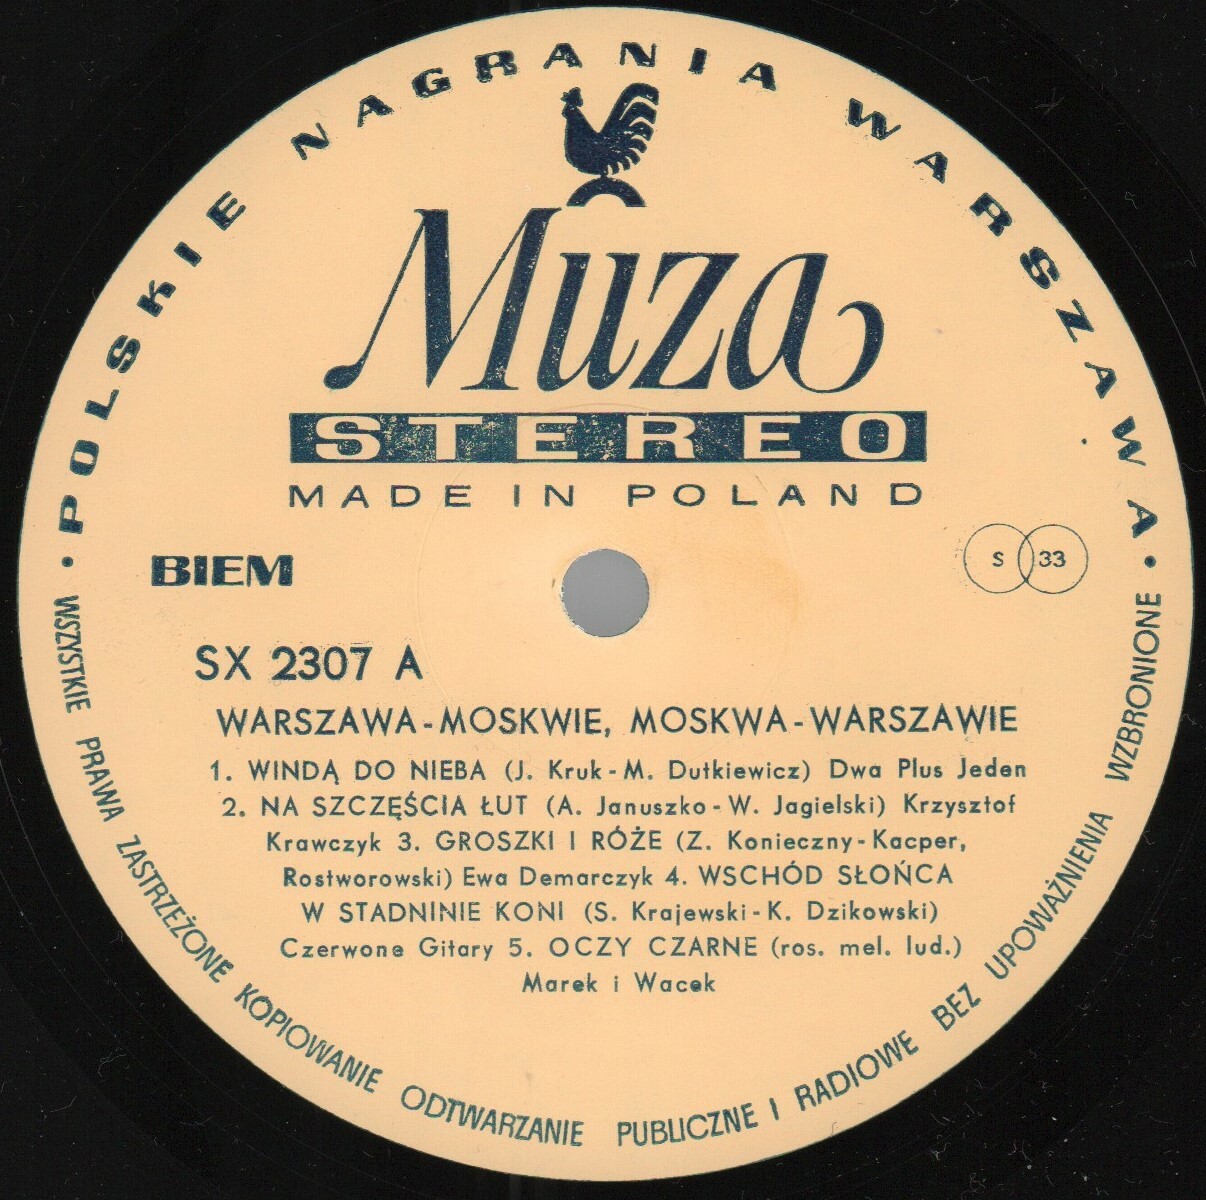 POLSKIE NAGRANIA WARSZAWA
Muza
STEREO
MADE IN POLAND
BIEM
S 33
SX 2307 A
WARSZAWA-MOSKWIE, MOSKWA-WARSZAWIE
1. WINDĄ DO NIEBA (J. Kruk-M. Dutkiewicz) Dwa Plus Jeden
2. NA SZCZĘŚCIA ŁUT (A. Januszko-W. Jagielski) Krzysztof
Krawczyk 3. GROSZKI I RÓŻE (Z. Konieczny-Kacper,
Rostworowski) Ewa Demarczyk 4. WSCHÓD SŁOŃCA
W STADNINIE KONI (S. Krajewski-K. Dzikowski)
Czerwone Gitary 5. OCZY CZARNE (ros. mel. lud.)
Marek i Wacek
WSZYSTKIE PRAWA ZASTRZEŻONE KOPIOWANIE ODTWARZANIE PUBLICZNE I RADIOWE BEZ UPOWAŻNIENIA WZBRONIONE